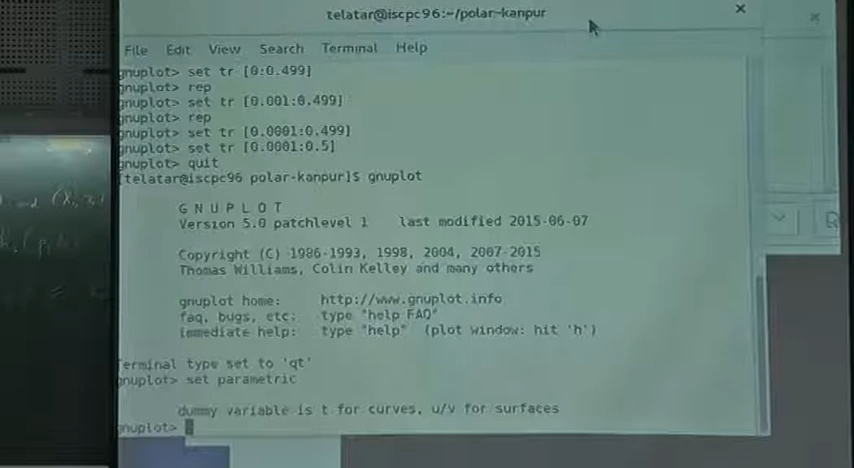 telatar@iscpc96:~/polar-kanpur
File Edit View Search Terminal Help
gnuplot> set tr [0:0.499]
gnuplot> rep
gnuplot> set tr [0.001:0.499]
gnuplot> rep
gnuplot> set tr [0.0001:0.499]
gnuplot> set tr [0.0001:0.5]
gnuplot> quit
[telatar@iscpc96 polar-kanpur]$ gnuplot
G N U P L O T
Version 5.0 patchlevel 1 last modified 2015-06-07
Copyright (C) 1986-1993, 1998, 2004, 2007-2015
Thomas Williams, Colin Kelley and many others
gnuplot home: http://www.gnuplot.info
faq, bugs, etc: type "help FAQ"
immediate help: type "help" (plot window: hit 'h')
Terminal type set to 'qt'
gnuplot> set parametric
dummy variable is t for curves, u/v for surfaces
gnuplot>